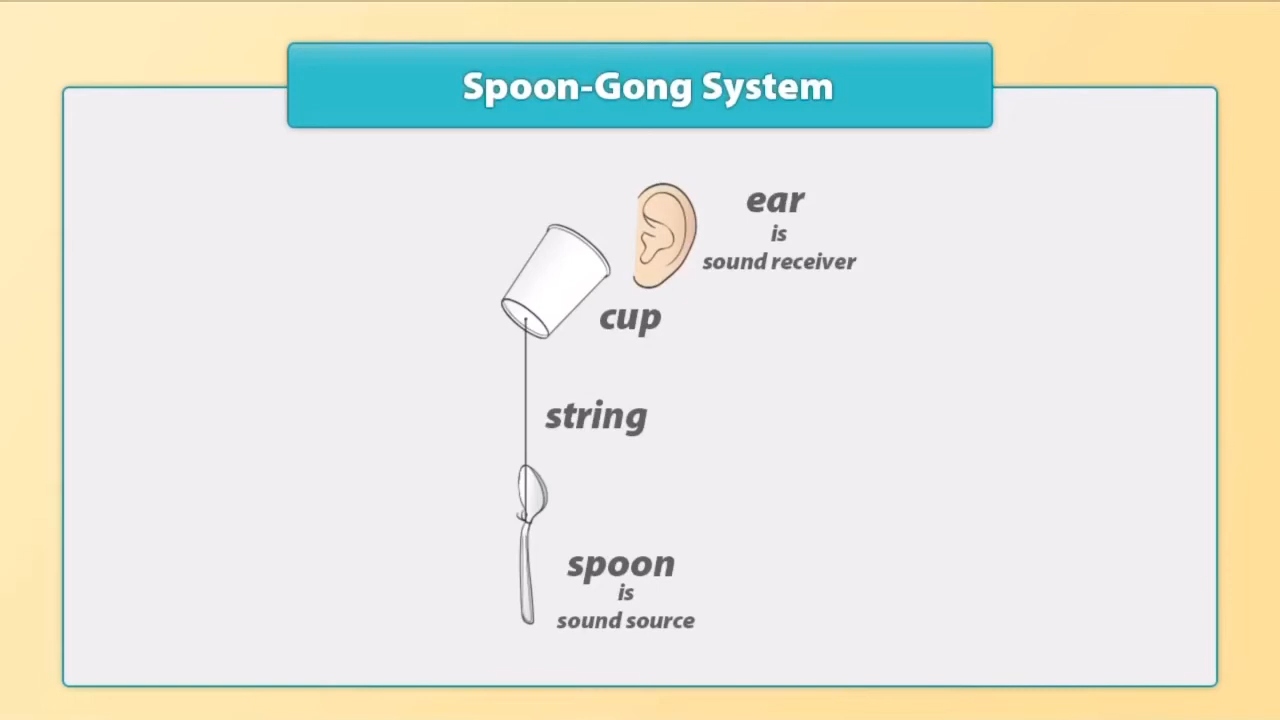 Spoon-Gong System
ear
is
sound receiver
cup
string
spoon
is
sound source